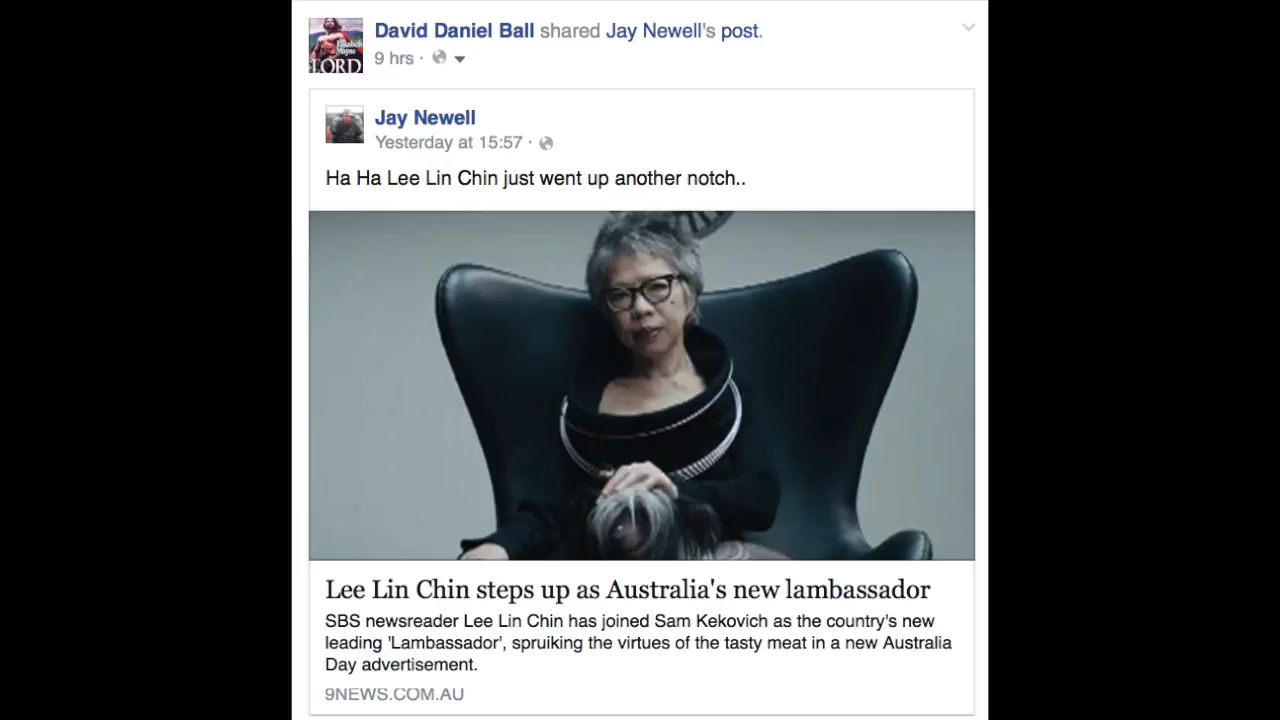 David Daniel Ball shared Jay Newell's post.
9 hrs ·
Elizabeth
Mayne
LORD
Jay Newell
Yesterday at 15:57 ·
Ha Ha Lee Lin Chin just went up another notch..
Lee Lin Chin steps up as Australia's new lambassador
SBS newsreader Lee Lin Chin has joined Sam Kekovich as the country's new
leading 'Lambassador', spruiking the virtues of the tasty meat in a new Australia
Day advertisement.
9NEWS.COM.AU